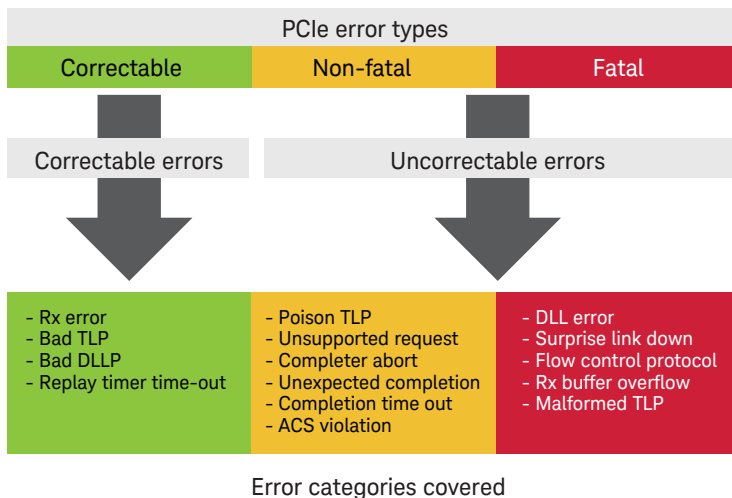 PCIe error types
Correctable
Non-fatal
Fatal
Correctable errors
Uncorrectable errors
- Rx error
- Bad TLP
- Bad DLLP
- Replay timer time-out
- Poison TLP
- Unsupported request
- Completer abort
- Unexpected completion
- Completion time out
- ACS violation
- DLL error
- Surprise link down
- Flow control protocol
- Rx buffer overflow
- Malformed TLP
Error categories covered